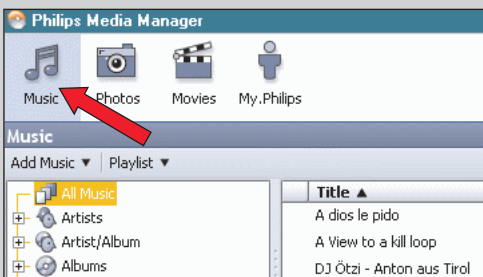 Philips Media Manager
Music Photos Movies My.Philips
Music
Add Music ▼ | Playlist ▼
All Music
Artists
Artist/Album
Albums
Title ▲
A dios le pido
A View to a kill loop
DJ Ötzi - Anton aus Tirol